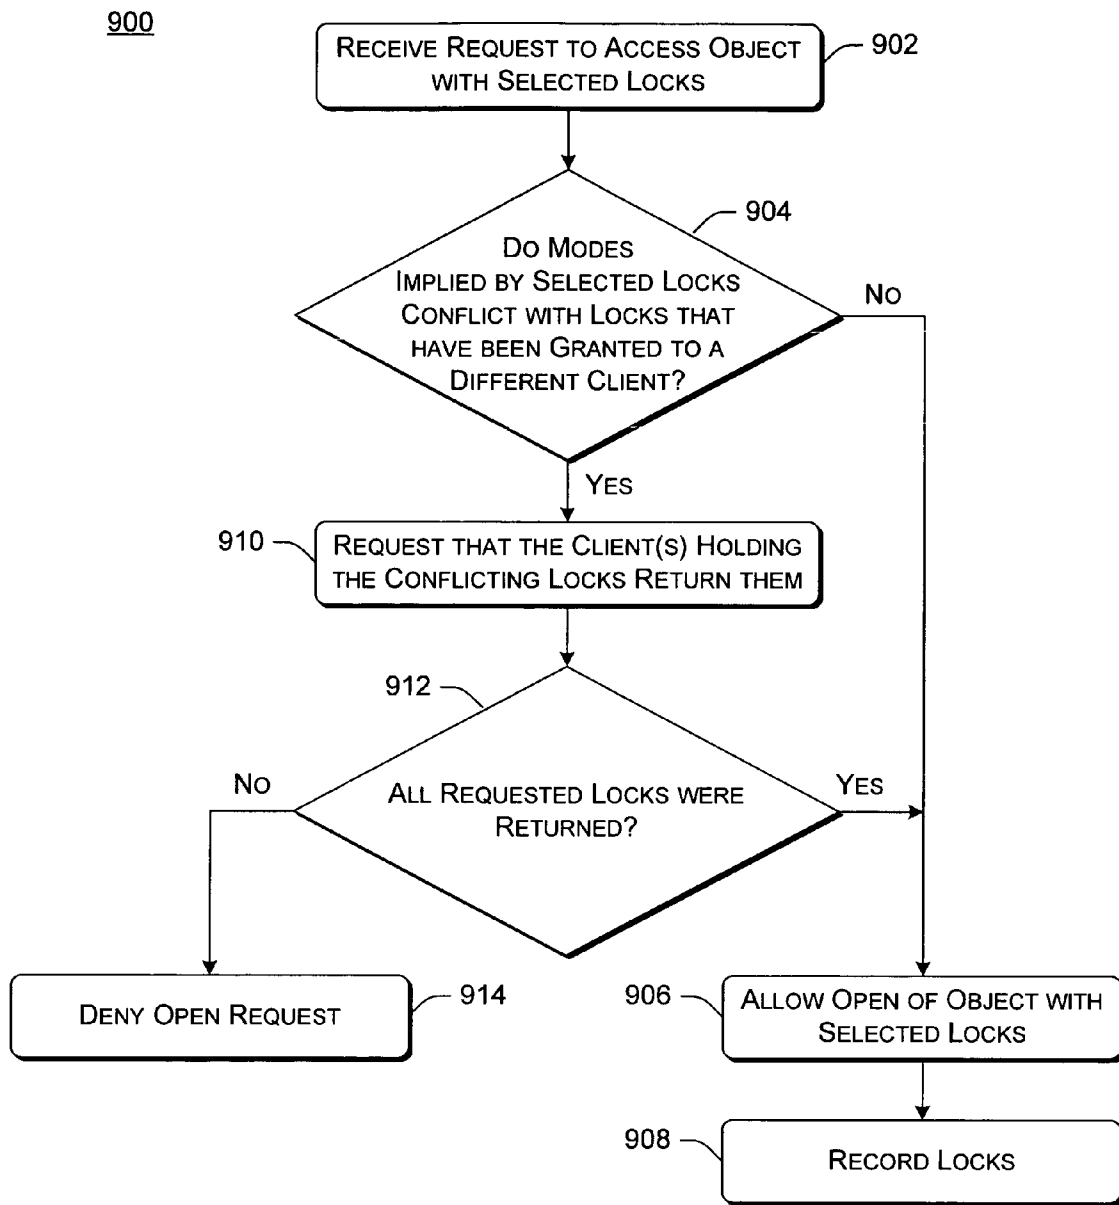 900
RECEIVE REQUEST TO ACCESS OBJECT
WITH SELECTED LOCKS
902
904
DO MODES
IMPLIED BY SELECTED LOCKS
CONFLICT WITH LOCKS THAT
HAVE BEEN GRANTED TO A
DIFFERENT CLIENT?
NO
YES
910
REQUEST THAT THE CLIENT(S) HOLDING
THE CONFLICTING LOCKS RETURN THEM
912
NO
ALL REQUESTED LOCKS WERE
RETURNED?
YES
DENY OPEN REQUEST
914
906
ALLOW OPEN OF OBJECT WITH
SELECTED LOCKS
908
RECORD LOCKS